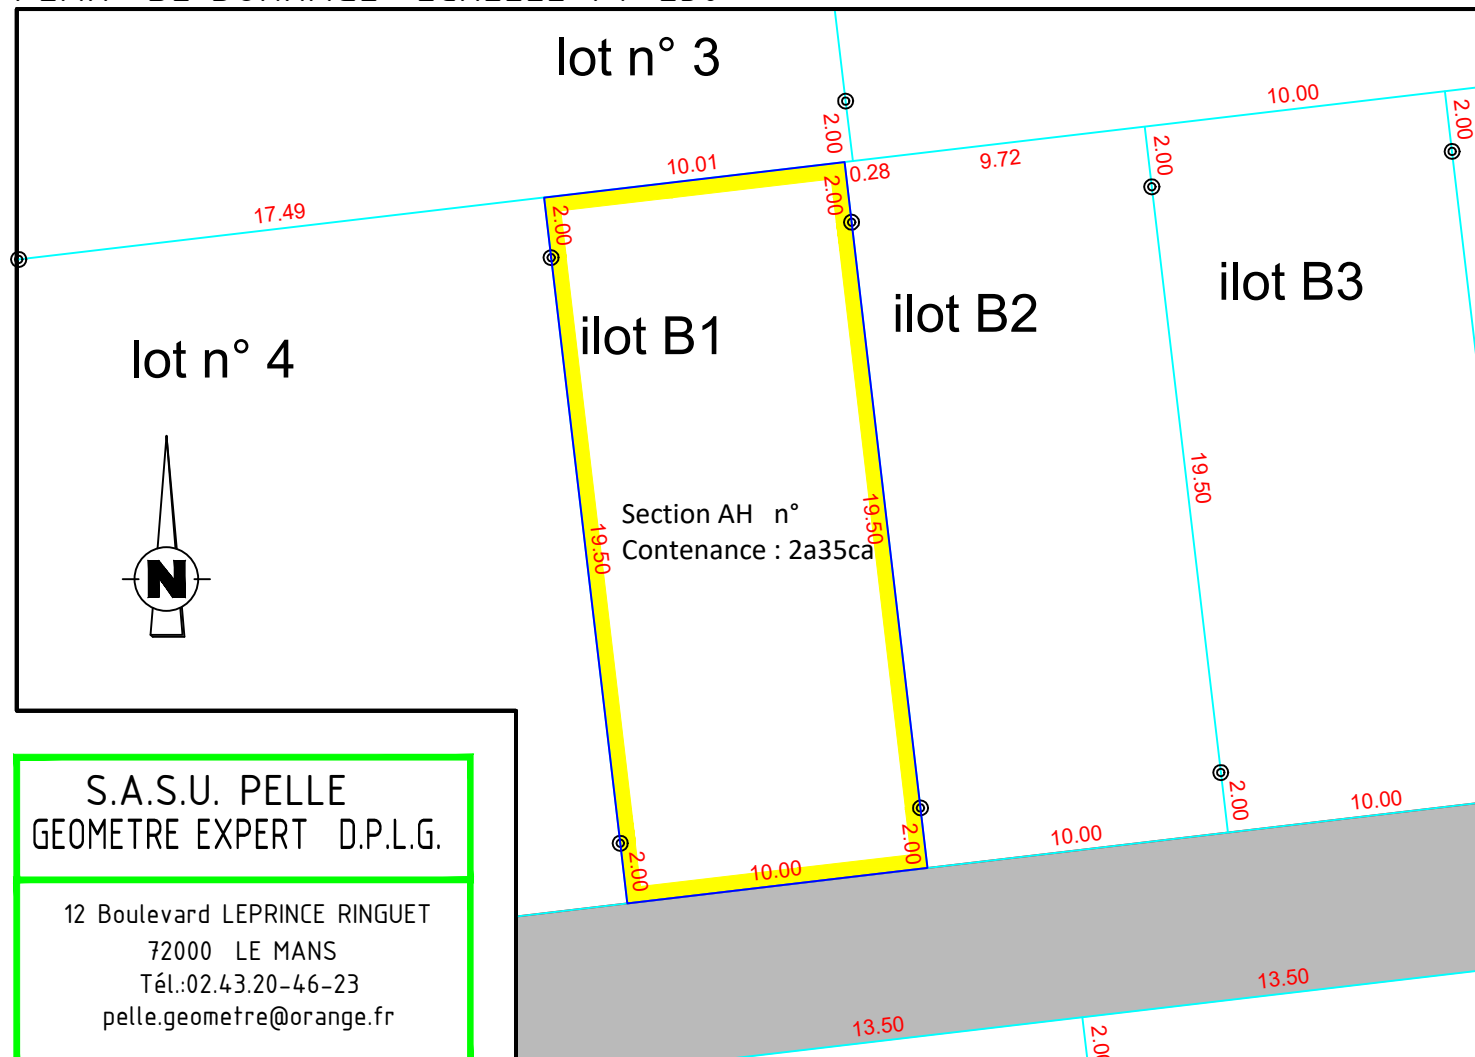 lot n° 3
10.00
2.00
2.00
2.00
9.72
10.01
0.28
2.00
17.49
2.00
ilot B3
ilot B2
ilot B1
lot n° 4
19.50
Section AH n°
19.50
Contenance : 2a35ca
19.50
N
S.A.S.U. PELLE
GEOMETRE EXPERT D.P.L.G.
2.00
10.00
10.00
2.00
10.00
2.00
12 Boulevard LEPRINCE RINGUET
72000 LE MANS
Tél.:02.43.20-46-23
pelle.geometre@orange.fr
13.50
13.50
2.00